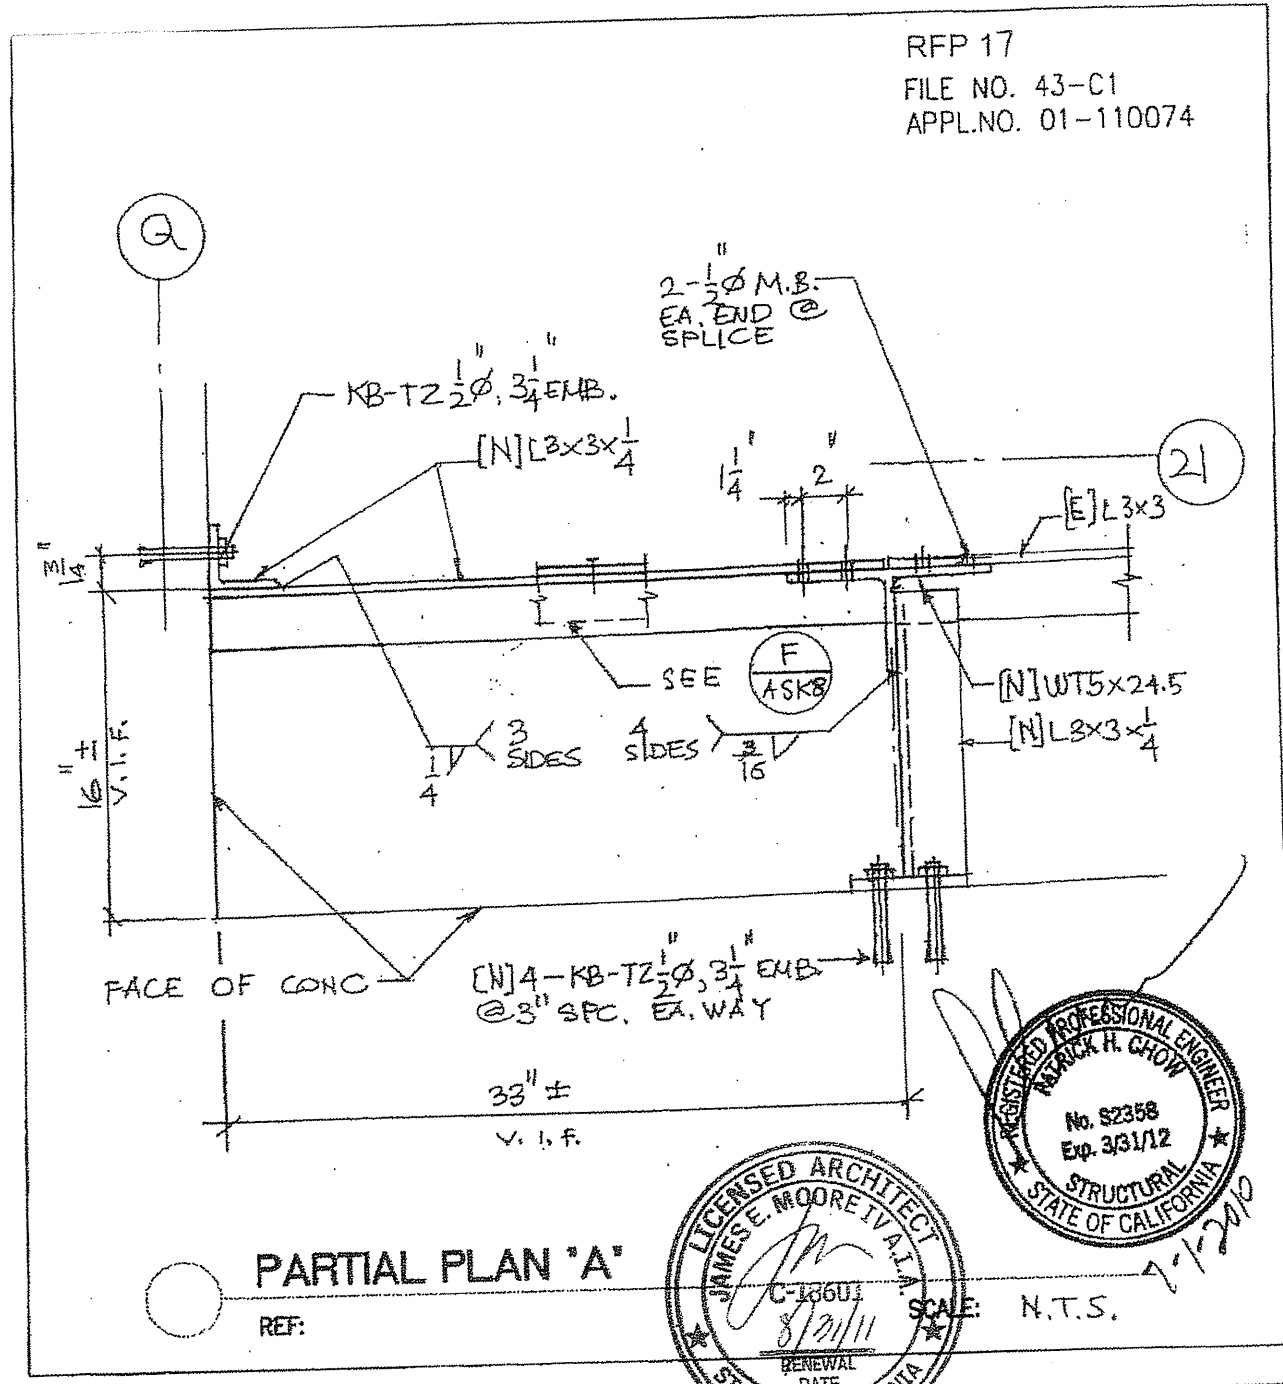 RFP 17
FILE NO. 43-C1
APPL.NO. 01-110074
Q
2-1/2"Ø M.B.
EA. END @
SPLICE
KB-TZ 1/2"Ø, 3 1/4" EMB.
[N] L3x3x1/4
1 1/4"
2"
21
[E] L3x3
SEE
F
ASK8
[N] WT5x24.5
[N] L3x3x1/4
1/4
3
SIDES
4
SIDES
3/16
16" ±
V.I.F.
FACE OF CONC
[N] 4-KB-TZ 1/2"Ø, 3 1/4" EMB.
@ 3" SPC. EA. WAY
33" ±
V.I.F.
REGISTERED PROFESSIONAL ENGINEER
PATRICK H. CHOW
No. S2358
Exp. 3/31/12
STRUCTURAL
STATE OF CALIFORNIA
LICENSED ARCHITECT
JAMES E. MOORE IV A.I.A.
C-18601
8/31/11
RENEWAL
DATE
PARTIAL PLAN "A"
REF:
SCALE: N.T.S.